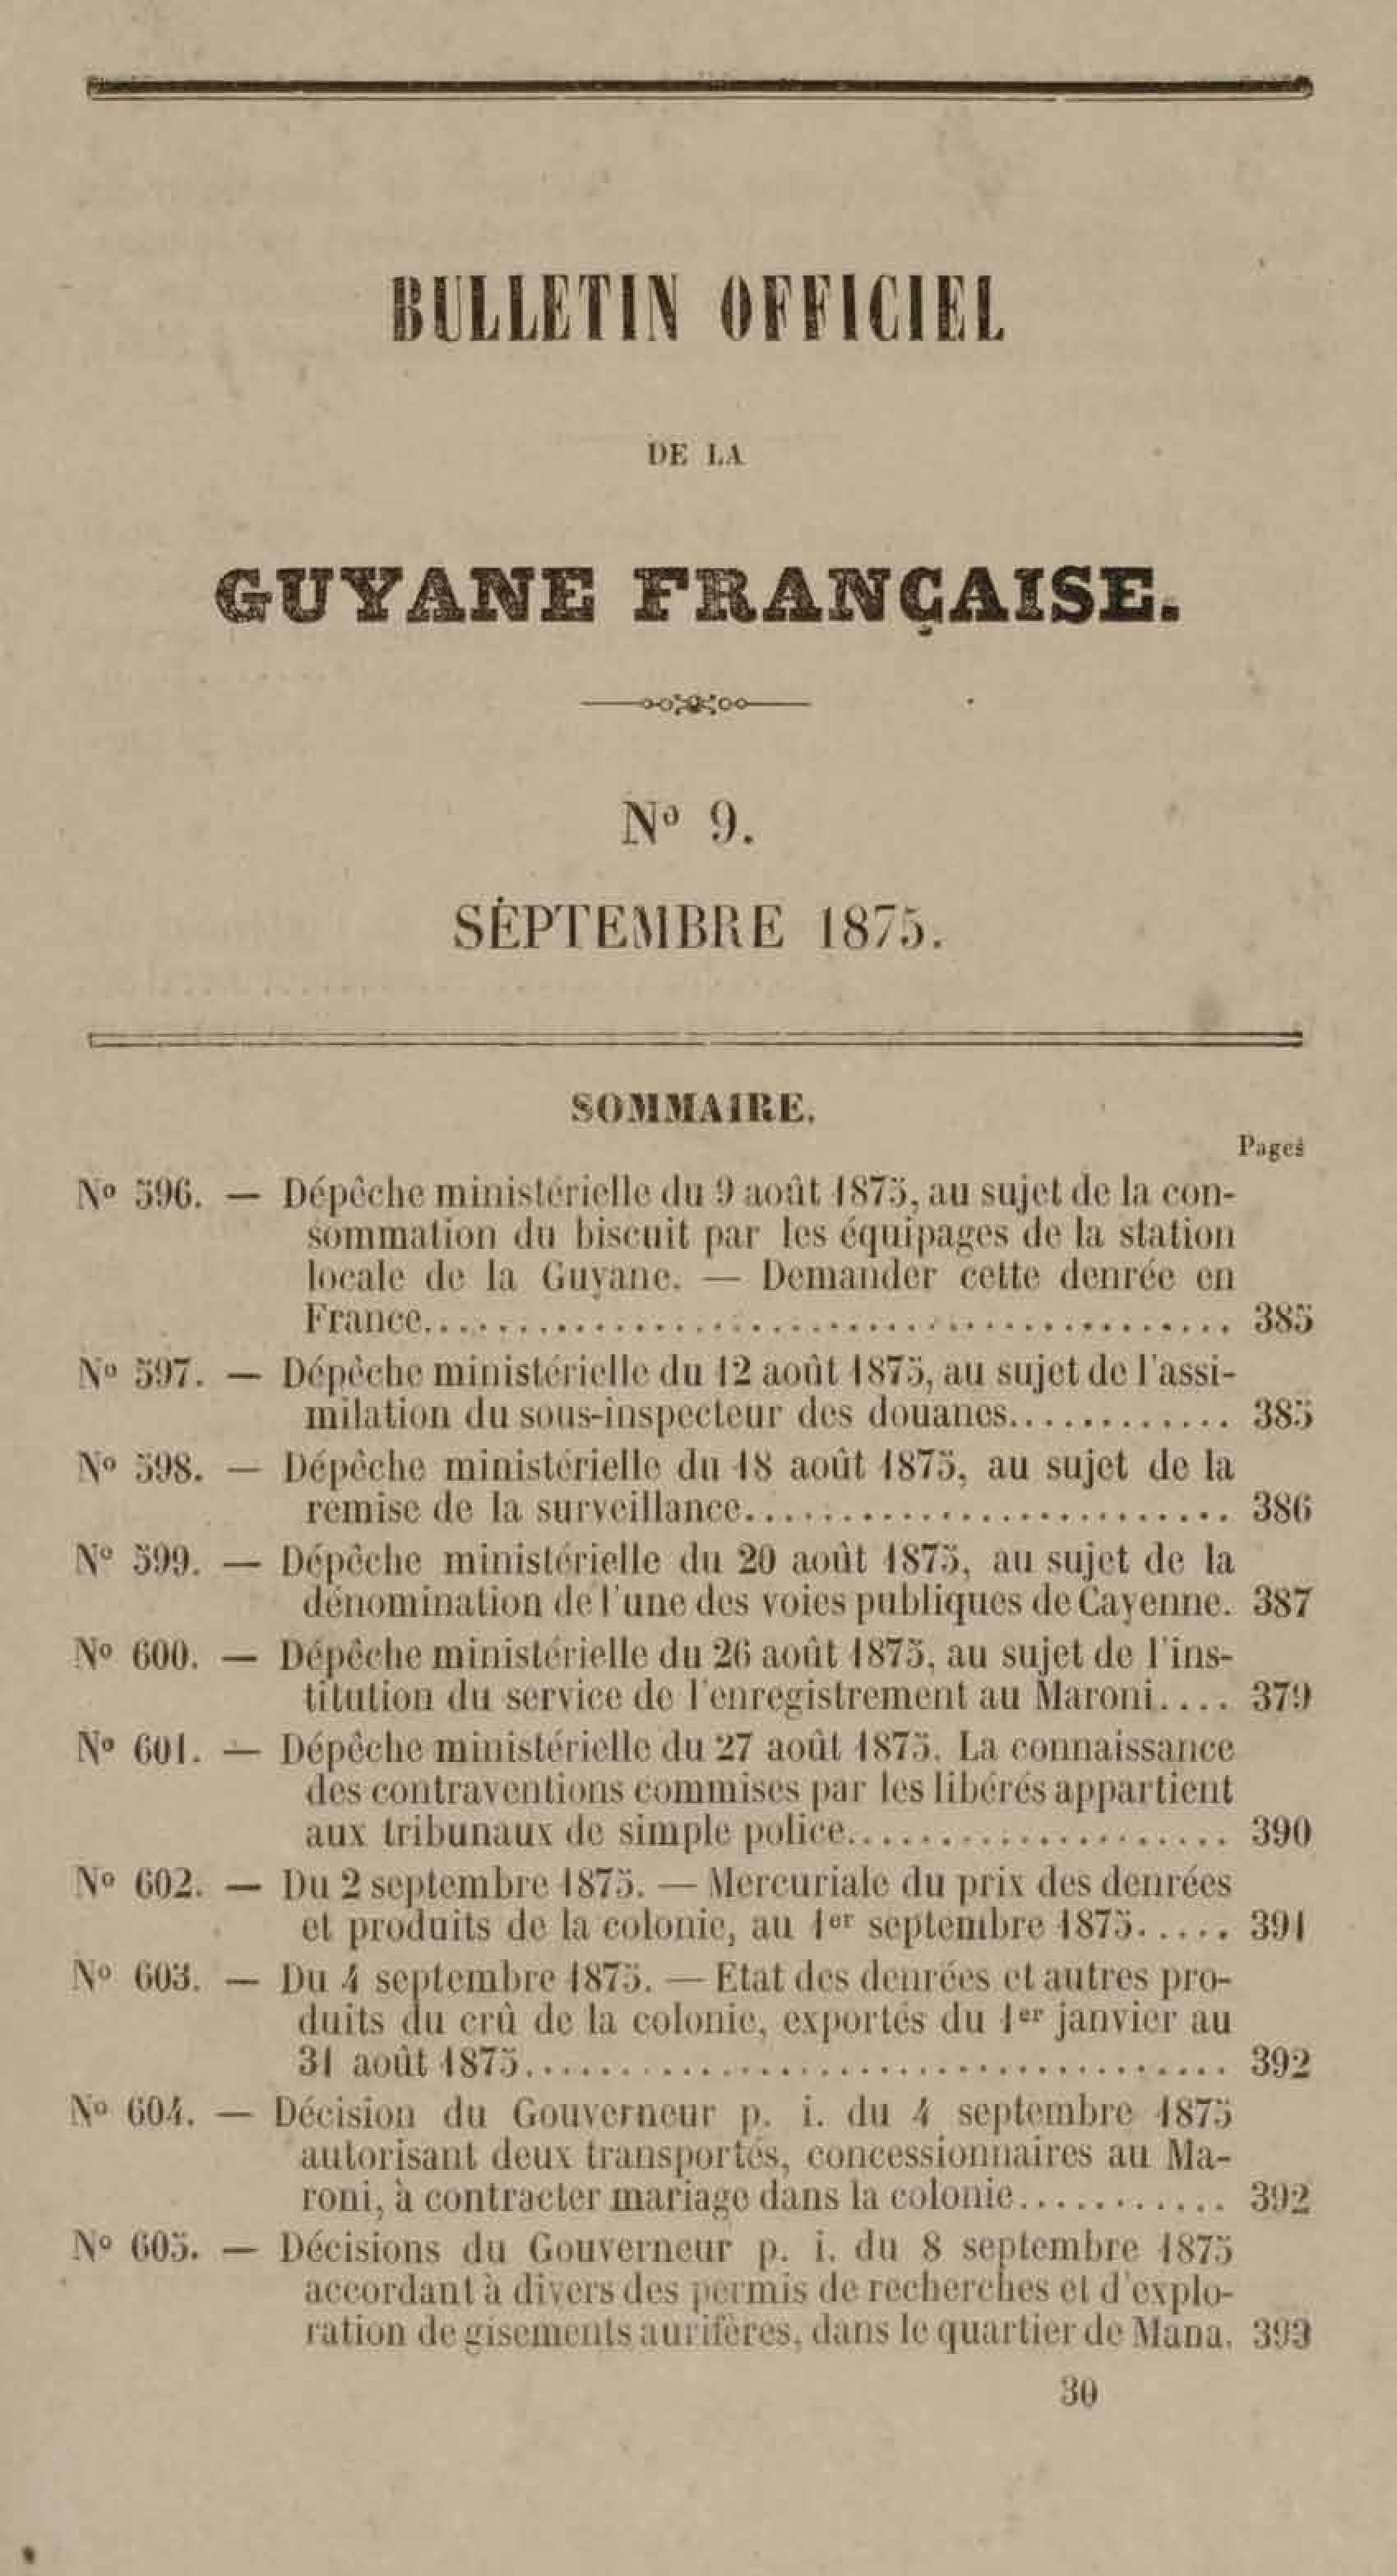 BULLETIN OFFICIEL
DE LA
GUYANE FRANÇAISE.
Nº 9.
SÉPTEMBRE 1875.
SOMMAIRE.
Pages
Nº 596. — Dépêche ministérielle du 9 août 1875, au sujet de la con-
sommation du biscuit par les équipages de la station
locale de la Guyane. — Demander cette denrée en
France............................................ 385
Nº 597. — Dépêche ministérielle du 12 août 1875, au sujet de l'assi-
milation du sous-inspecteur des douanes............ 385
Nº 598. — Dépêche ministérielle du 18 août 1875, au sujet de la
remise de la surveillance.......................... 386
Nº 599. — Dépêche ministérielle du 20 août 1875, au sujet de la
dénomination de l'une des voies publiques de Cayenne. 387
Nº 600. — Dépêche ministérielle du 26 août 1875, au sujet de l'ins-
titution du service de l'enregistrement au Maroni.... 379
Nº 601. — Dépêche ministérielle du 27 août 1875. La connaissance
des contraventions commises par les libérés appartient
aux tribunaux de simple police..................... 390
Nº 602. — Du 2 septembre 1875. — Mercuriale du prix des denrées
et produits de la colonie, au 1er septembre 1875..... 391
Nº 603. — Du 4 septembre 1875. — Etat des denrées et autres pro-
duits du crû de la colonie, exportés du 1er janvier au
31 août 1875...................................... 392
Nº 604. — Décision du Gouverneur p. i. du 4 septembre 1875
autorisant deux transportés, concessionnaires au Ma-
roni, à contracter mariage dans la colonie........... 392
Nº 605. — Décisions du Gouverneur p. i. du 8 septembre 1875
accordant à divers des permis de recherches et d'explo-
ration de gisements aurifères, dans le quartier de Mana. 393
30